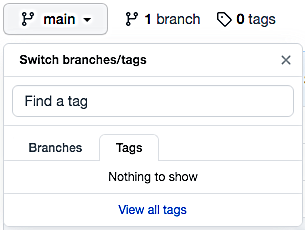 main 1 branch 0 tags
Switch branches/tags
Find a tag
Branches Tags
Nothing to show
View all tags